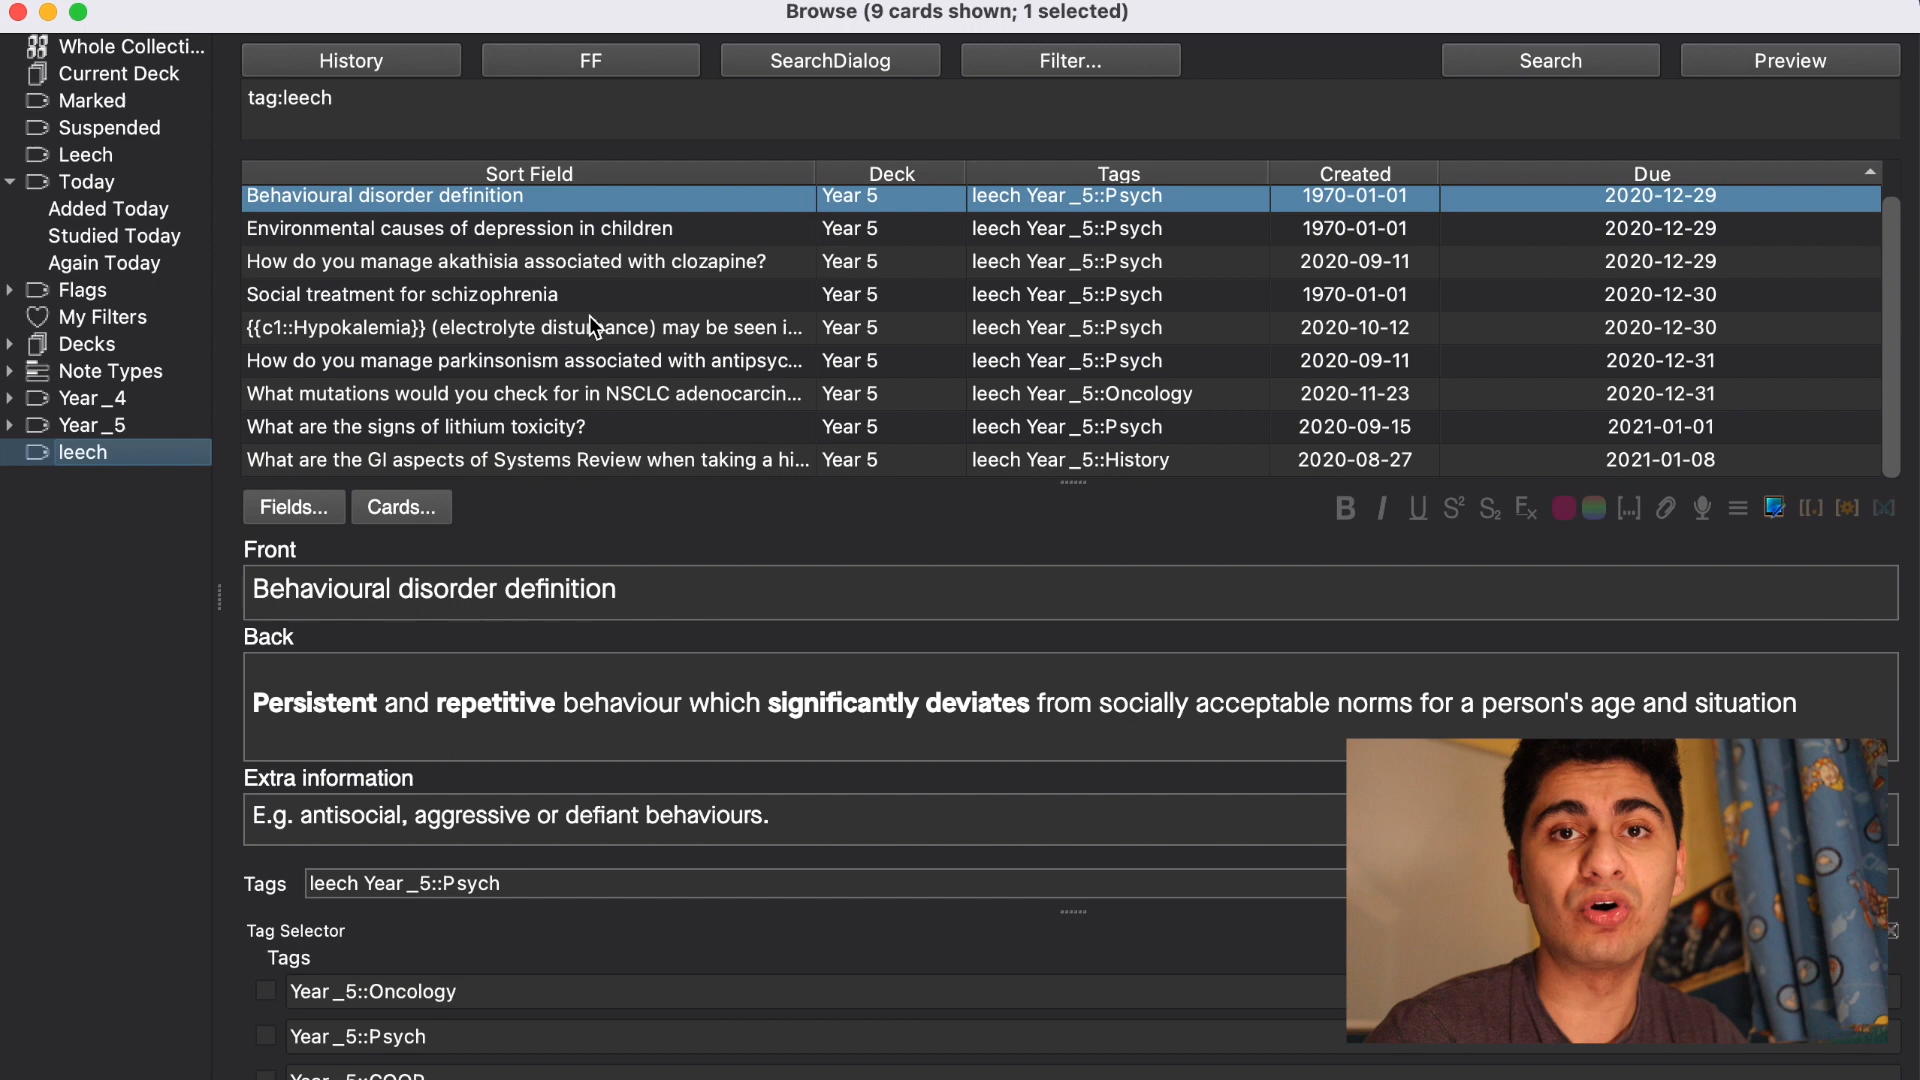 Browse (9 cards shown; 1 selected)
Whole Collecti...
Current Deck
Marked
Suspended
Leech
Today
Added Today
Studied Today
Again Today
Flags
My Filters
Decks
Note Types
Year_4
Year_5
leech
History FF SearchDialog Filter... Search Preview
tag:leech
Sort Field Deck Tags Created Due
Behavioural disorder definition Year 5 leech Year_5::Psych 1970-01-01 2020-12-29
Environmental causes of depression in children Year 5 leech Year_5::Psych 1970-01-01 2020-12-29
How do you manage akathisia associated with clozapine? Year 5 leech Year_5::Psych 2020-09-11 2020-12-29
Social treatment for schizophrenia Year 5 leech Year_5::Psych 1970-01-01 2020-12-30
{{c1::Hypokalemia}} (electrolyte disturbance) may be seen i... Year 5 leech Year_5::Psych 2020-10-12 2020-12-30
How do you manage parkinsonism associated with antipsyc... Year 5 leech Year_5::Psych 2020-09-11 2020-12-31
What mutations would you check for in NSCLC adenocarcin... Year 5 leech Year_5::Oncology 2020-11-23 2020-12-31
What are the signs of lithium toxicity? Year 5 leech Year_5::Psych 2020-09-15 2021-01-01
What are the GI aspects of Systems Review when taking a hi... Year 5 leech Year_5::History 2020-08-27 2021-01-08
Fields... Cards... B I U S² S₂ Ex [...] [[.]
Front
Behavioural disorder definition
Back
Persistent and repetitive behaviour which significantly deviates from socially acceptable norms for a person's age and situation
Extra information
E.g. antisocial, aggressive or defiant behaviours.
Tags leech Year_5::Psych
Tag Selector
Tags
Year_5::Oncology
Year_5::Psych